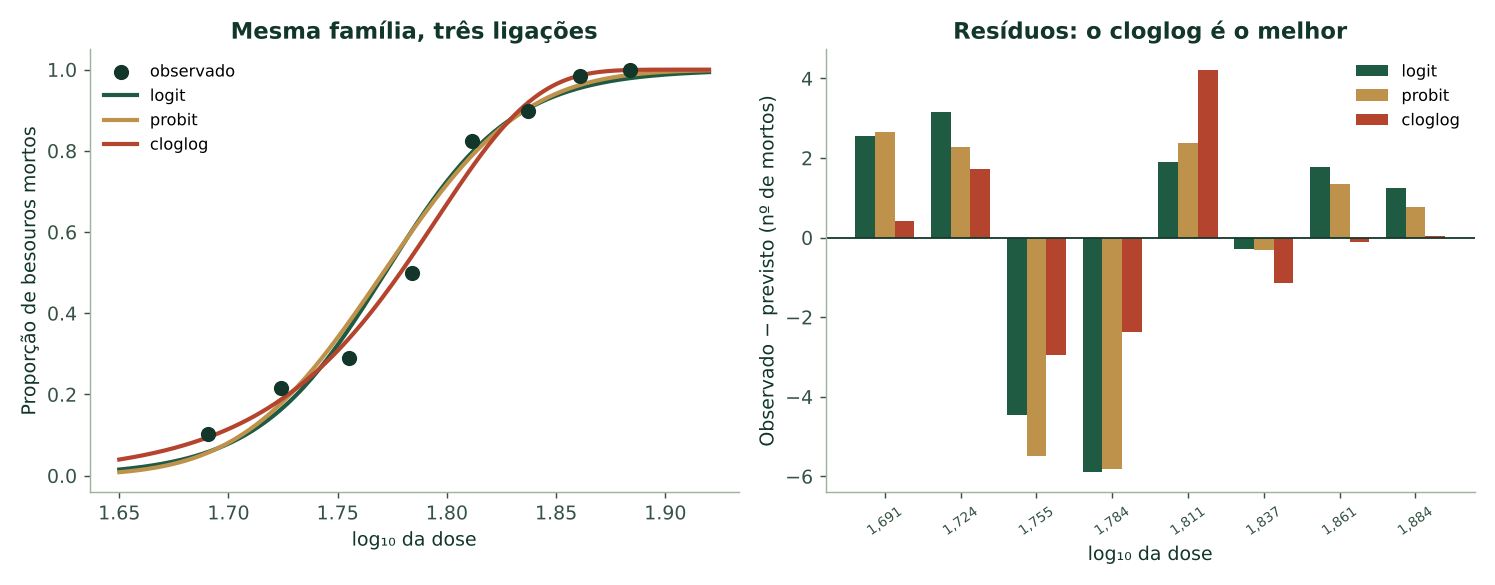 Mesma família, três ligações
observado
logit
probit
cloglog
Proporção de besouros mortos
1.0
0.8
0.6
0.4
0.2
0.0
1.65
1.70
1.75
1.80
1.85
1.90
log₁₀ da dose
Resíduos: o cloglog é o melhor
logit
probit
cloglog
Observado − previsto (nº de mortos)
4
2
0
−2
−4
−6
1,691
1,724
1,755
1,784
1,811
1,837
1,861
1,884
log₁₀ da dose